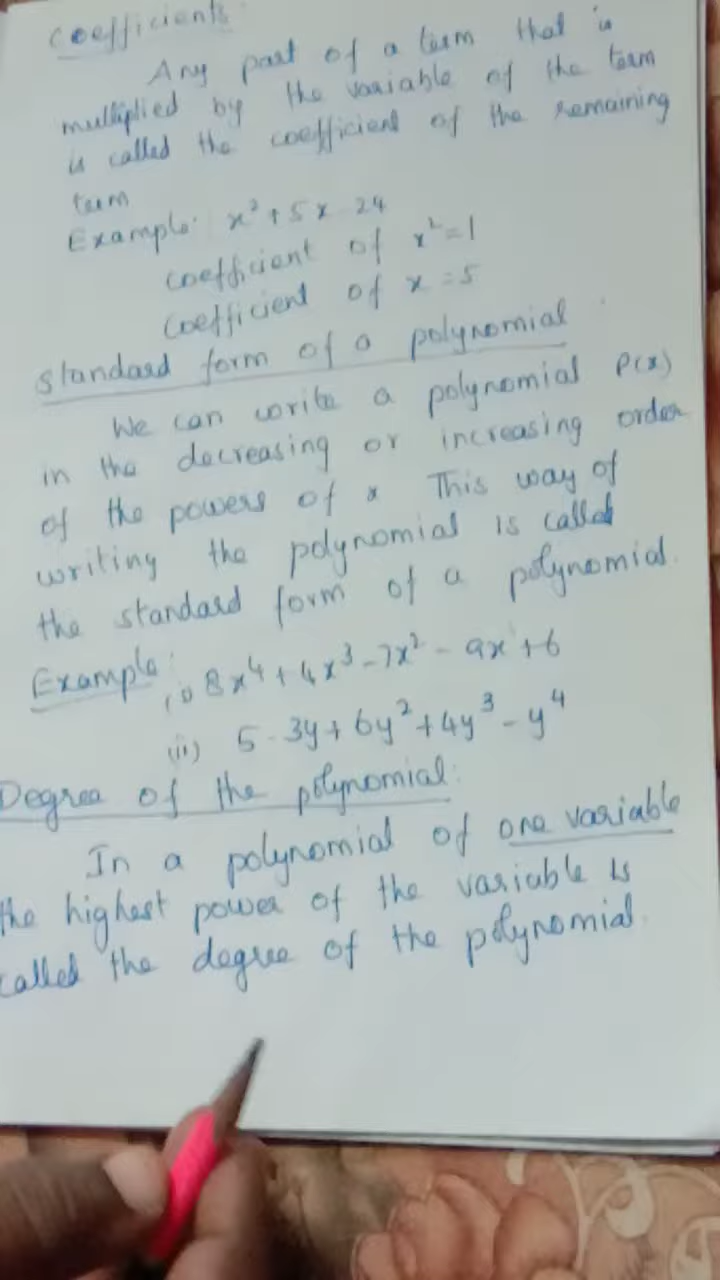 Coefficients:
Any part of a term that is
multiplied by the variable of the term
is called the coefficient of the remaining
term
Example: x² + 5x - 24
coefficient of x² = 1
coefficient of x = 5
Standard form of a polynomial
We can write a polynomial P(x)
in the decreasing or increasing order
of the powers of x This way of
writing the polynomial is called
the standard form of a polynomial.
Example:
(i) 8x⁴ + 4x³ - 7x² - 9x + 6
(ii) 5 - 3y + 6y² + 4y³ - y⁴
Degree of the polynomial:
In a polynomial of one variable
the highest power of the variable is
called the degree of the polynomial.